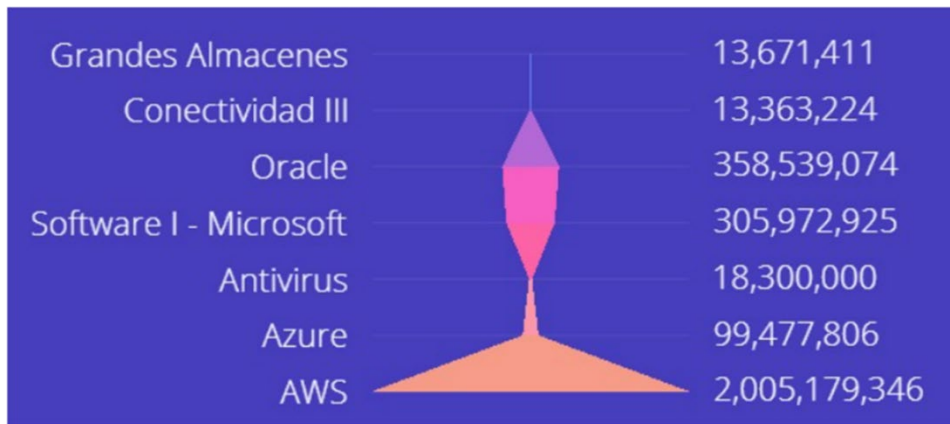 Grandes Almacenes 13,671,411
Conectividad III 13,363,224
Oracle 358,539,074
Software I - Microsoft 305,972,925
Antivirus 18,300,000
Azure 99,477,806
AWS 2,005,179,346